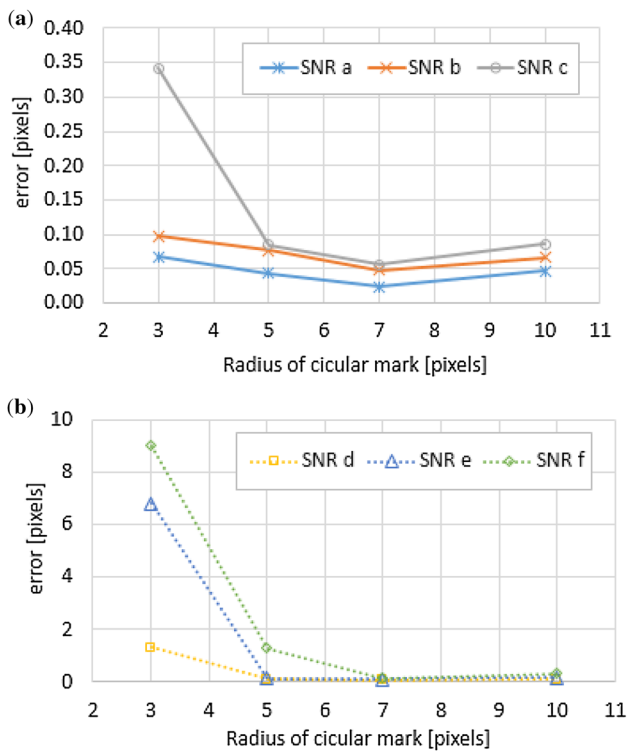 (a)
0.40
0.35
0.30
0.25
0.20
0.15
0.10
0.05
0.00
error [pixels]
SNR a SNR b SNR c
2 3 4 5 6 7 8 9 10 11
Radius of cicular mark [pixels]
(b)
10
8
6
4
2
0
error [pixels]
SNR d SNR e SNR f
2 3 4 5 6 7 8 9 10 11
Radius of cicular mark [pixels]